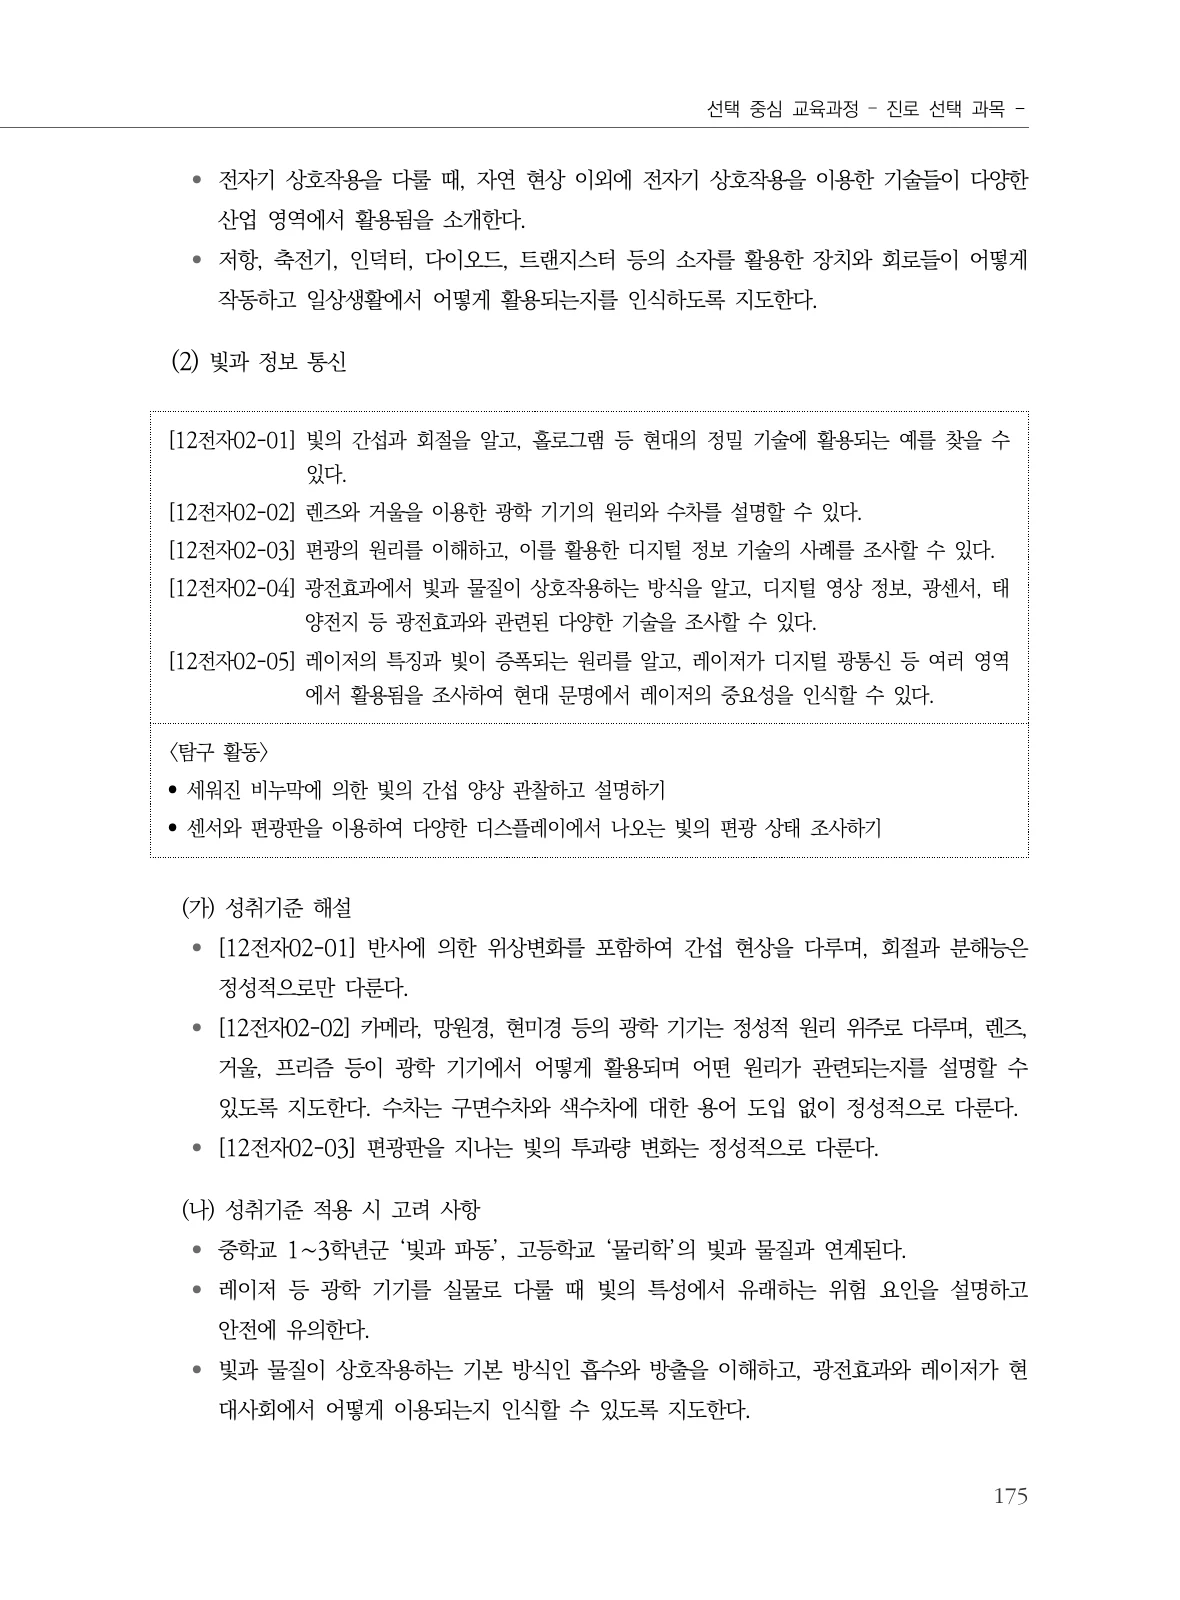 선택 중심 교육과정 - 진로 선택 과목 -
• 전자기 상호작용을 다룰 때, 자연 현상 이외에 전자기 상호작용을 이용한 기술들이 다양한
산업 영역에서 활용됨을 소개한다.
• 저항, 축전기, 인덕터, 다이오드, 트랜지스터 등의 소자를 활용한 장치와 회로들이 어떻게
작동하고 일상생활에서 어떻게 활용되는지를 인식하도록 지도한다.
(2) 빛과 정보 통신
[12전자02-01] 빛의 간섭과 회절을 알고, 홀로그램 등 현대의 정밀 기술에 활용되는 예를 찾을 수
있다.
[12전자02-02] 렌즈와 거울을 이용한 광학 기기의 원리와 수차를 설명할 수 있다.
[12전자02-03] 편광의 원리를 이해하고, 이를 활용한 디지털 정보 기술의 사례를 조사할 수 있다.
[12전자02-04] 광전효과에서 빛과 물질이 상호작용하는 방식을 알고, 디지털 영상 정보, 광센서, 태
양전지 등 광전효과와 관련된 다양한 기술을 조사할 수 있다.
[12전자02-05] 레이저의 특징과 빛이 증폭되는 원리를 알고, 레이저가 디지털 광통신 등 여러 영역
에서 활용됨을 조사하여 현대 문명에서 레이저의 중요성을 인식할 수 있다.
〈탐구 활동〉
• 세워진 비누막에 의한 빛의 간섭 양상 관찰하고 설명하기
• 센서와 편광판을 이용하여 다양한 디스플레이에서 나오는 빛의 편광 상태 조사하기
(가) 성취기준 해설
• [12전자02-01] 반사에 의한 위상변화를 포함하여 간섭 현상을 다루며, 회절과 분해능은
정성적으로만 다룬다.
• [12전자02-02] 카메라, 망원경, 현미경 등의 광학 기기는 정성적 원리 위주로 다루며, 렌즈,
거울, 프리즘 등이 광학 기기에서 어떻게 활용되며 어떤 원리가 관련되는지를 설명할 수
있도록 지도한다. 수차는 구면수차와 색수차에 대한 용어 도입 없이 정성적으로 다룬다.
• [12전자02-03] 편광판을 지나는 빛의 투과량 변화는 정성적으로 다룬다.
(나) 성취기준 적용 시 고려 사항
• 중학교 1~3학년군 ‘빛과 파동’, 고등학교 ‘물리학’의 빛과 물질과 연계된다.
• 레이저 등 광학 기기를 실물로 다룰 때 빛의 특성에서 유래하는 위험 요인을 설명하고
안전에 유의한다.
• 빛과 물질이 상호작용하는 기본 방식인 흡수와 방출을 이해하고, 광전효과와 레이저가 현
대사회에서 어떻게 이용되는지 인식할 수 있도록 지도한다.
175